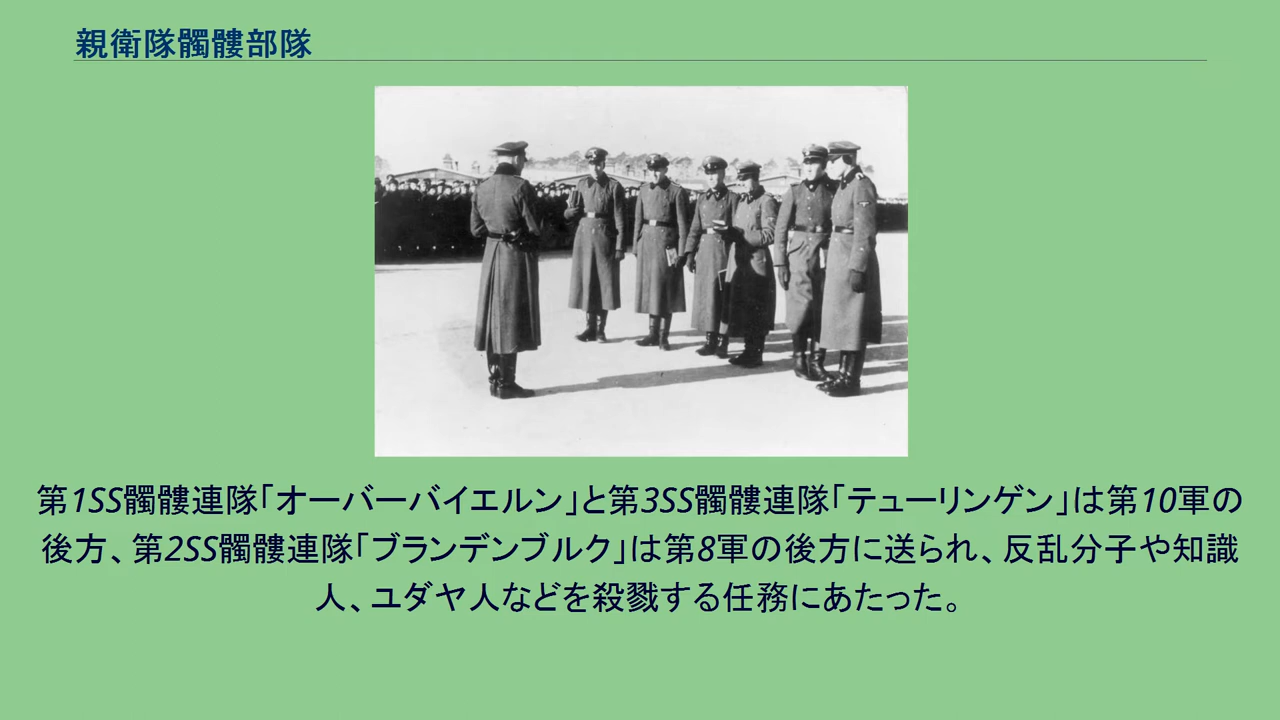 親衛隊髑髏部隊
第1SS髑髏連隊「オーバーバイエルン」と第3SS髑髏連隊「テューリンゲン」は第10軍の
後方、第2SS髑髏連隊「ブランデンブルク」は第8軍の後方に送られ、反乱分子や知識
人、ユダヤ人などを殺戮する任務にあたった。